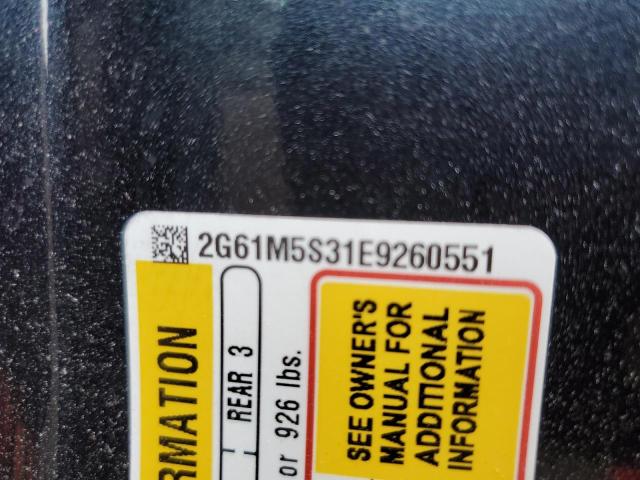 2G61M5S31E9260551
RMATION
REAR 3
or 926 lbs.
SEE OWNER'S
MANUAL FOR
ADDITIONAL
INFORMATION